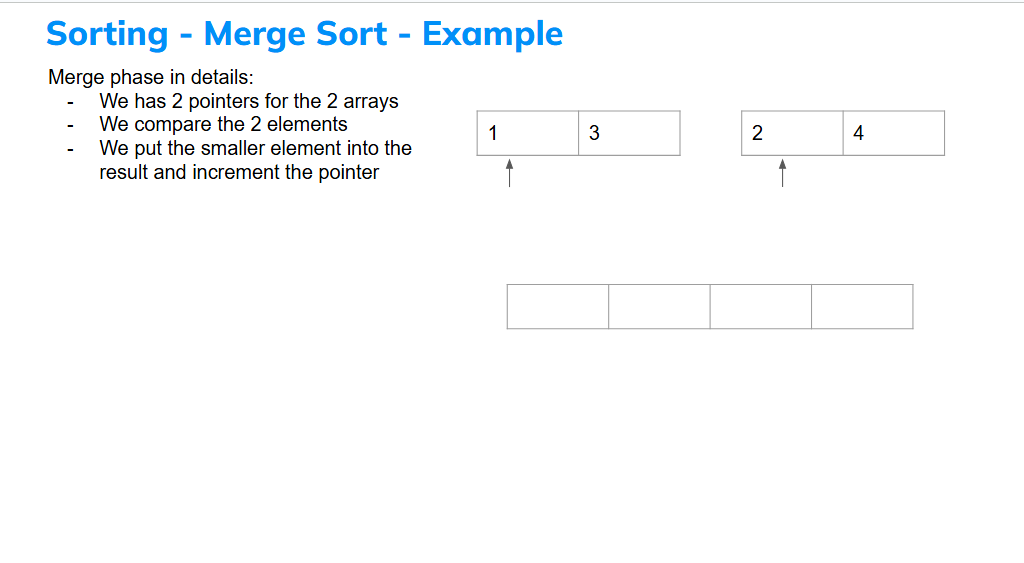 Sorting - Merge Sort - Example
Merge phase in details:
- We has 2 pointers for the 2 arrays
- We compare the 2 elements
- We put the smaller element into the
result and increment the pointer
1 3 2 4